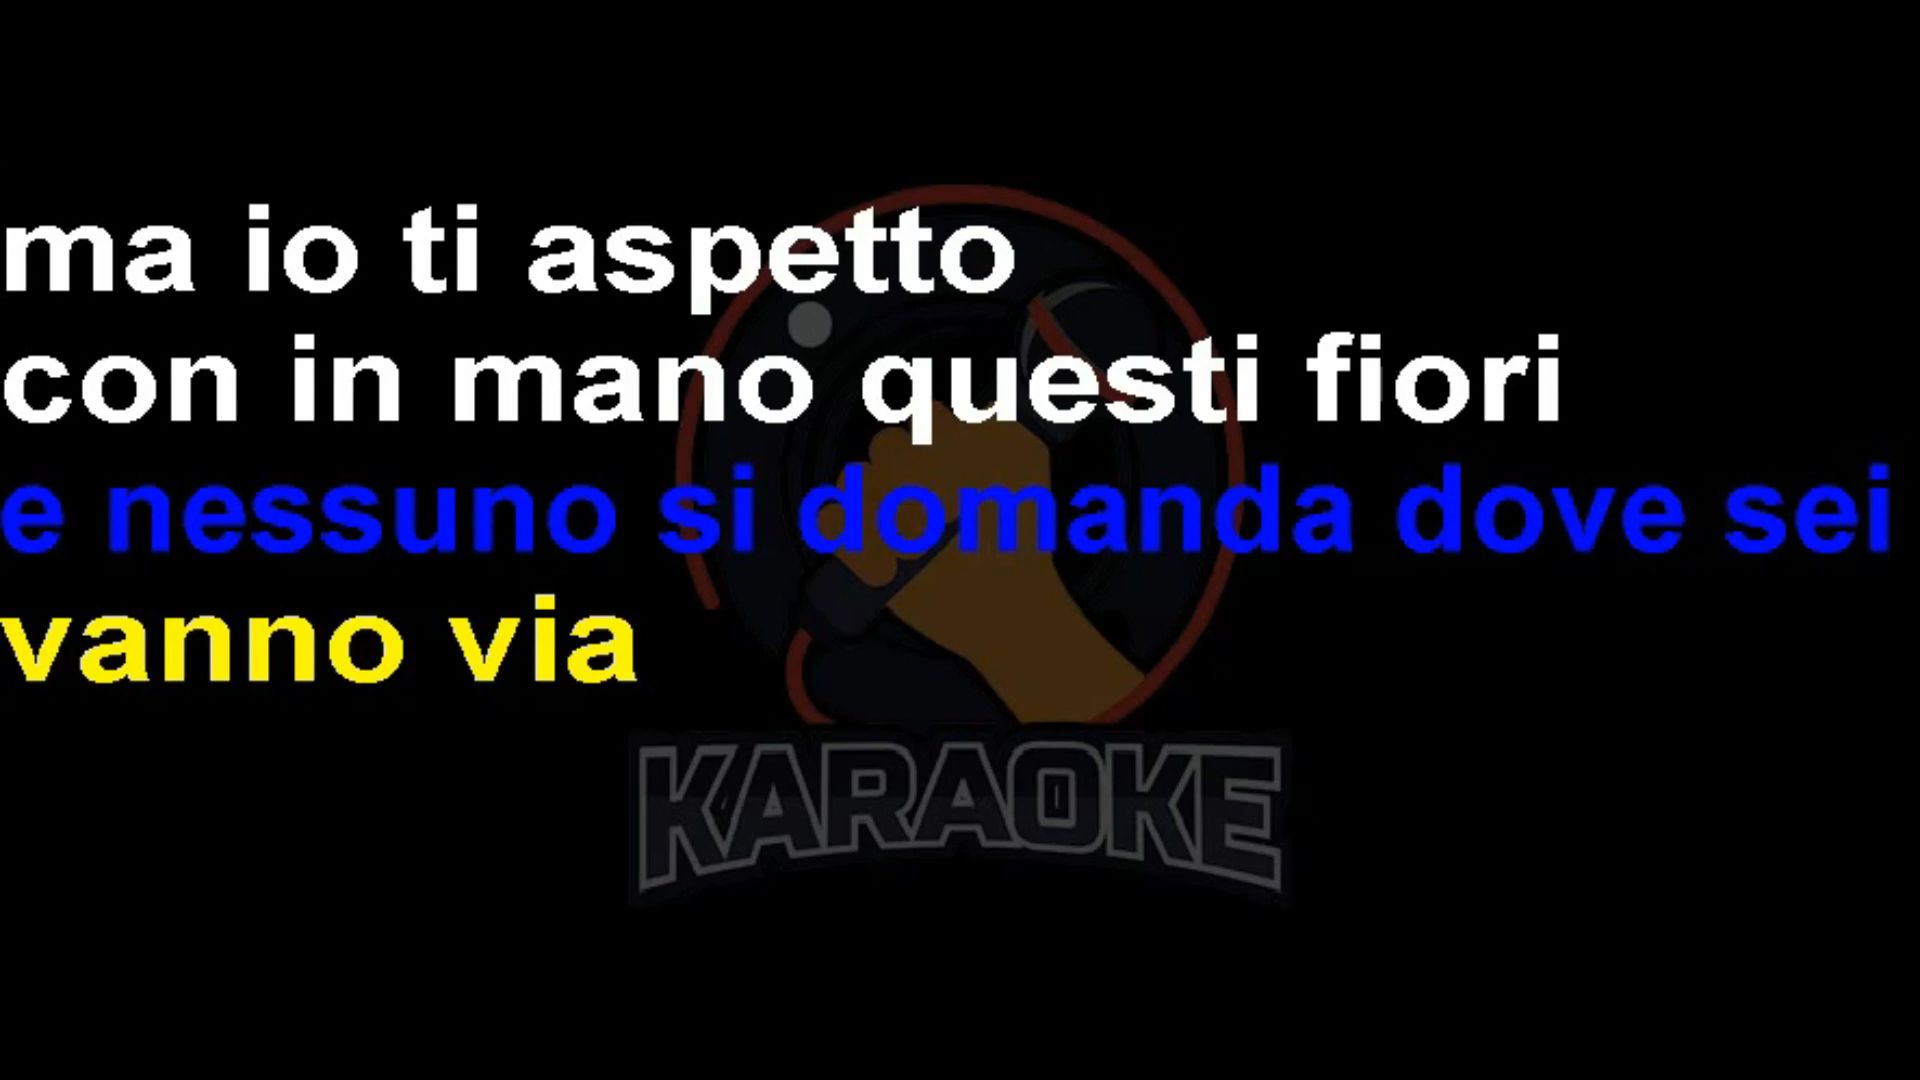 ma io ti aspetto
con in mano questi fiori
e nessuno si domanda dove sei
vanno via
KARAOKE